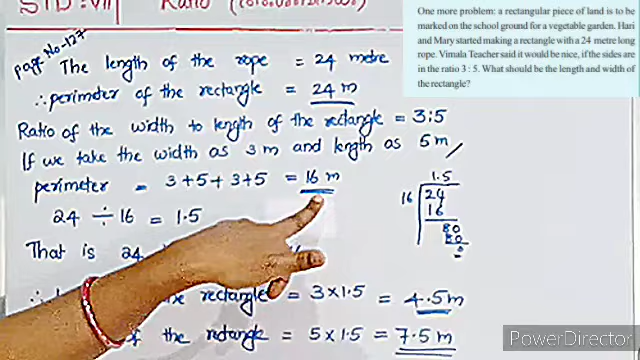 STD: VIII Ratio
One more problem: a rectangular piece of land is to be
marked on the school ground for a vegetable garden. Hari
and Mary started making a rectangle with a 24 metre long
rope. Vimala Teacher said it would be nice, if the sides are
in the ratio 3 : 5. What should be the length and width of
the rectangle?
page No-127
The length of the rope = 24 metre
∴ perimeter of the rectangle = 24 m
Ratio of the width to length of the rectangle = 3:5
If we take the width as 3 m and length as 5 m
perimeter = 3+5+3+5 = 16 m
24 ÷ 16 = 1.5
1.5
16 24
16
80
80
0
That is 24
the rectangle = 3×1.5 = 4.5 m
the rectangle = 5×1.5 = 7.5 m
PowerDirector